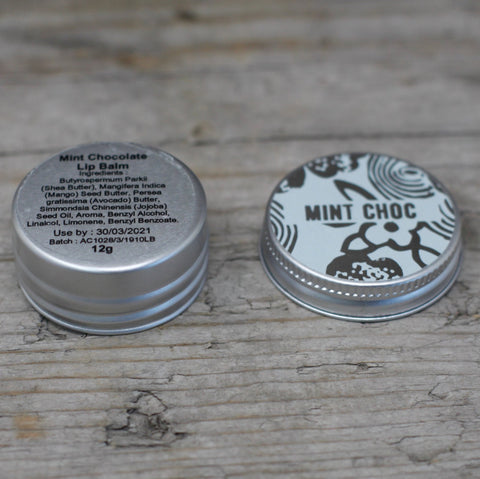 Mint Chocolate
Lip Balm
Ingredients :
Butyrospermum Parkii
(Shea Butter), Mangifera Indica
(Mango) Seed Butter, Persea
gratissima (Avocado) Butter,
Simmondsia Chinensis (Jojoba)
Seed Oil, Aroma, Benzyl Alcohol,
Linalool, Limonene, Benzyl Benzoate.
Use by : 30/03/2021
Batch : AC1028/3/1910LB
12g
MINT CHOC